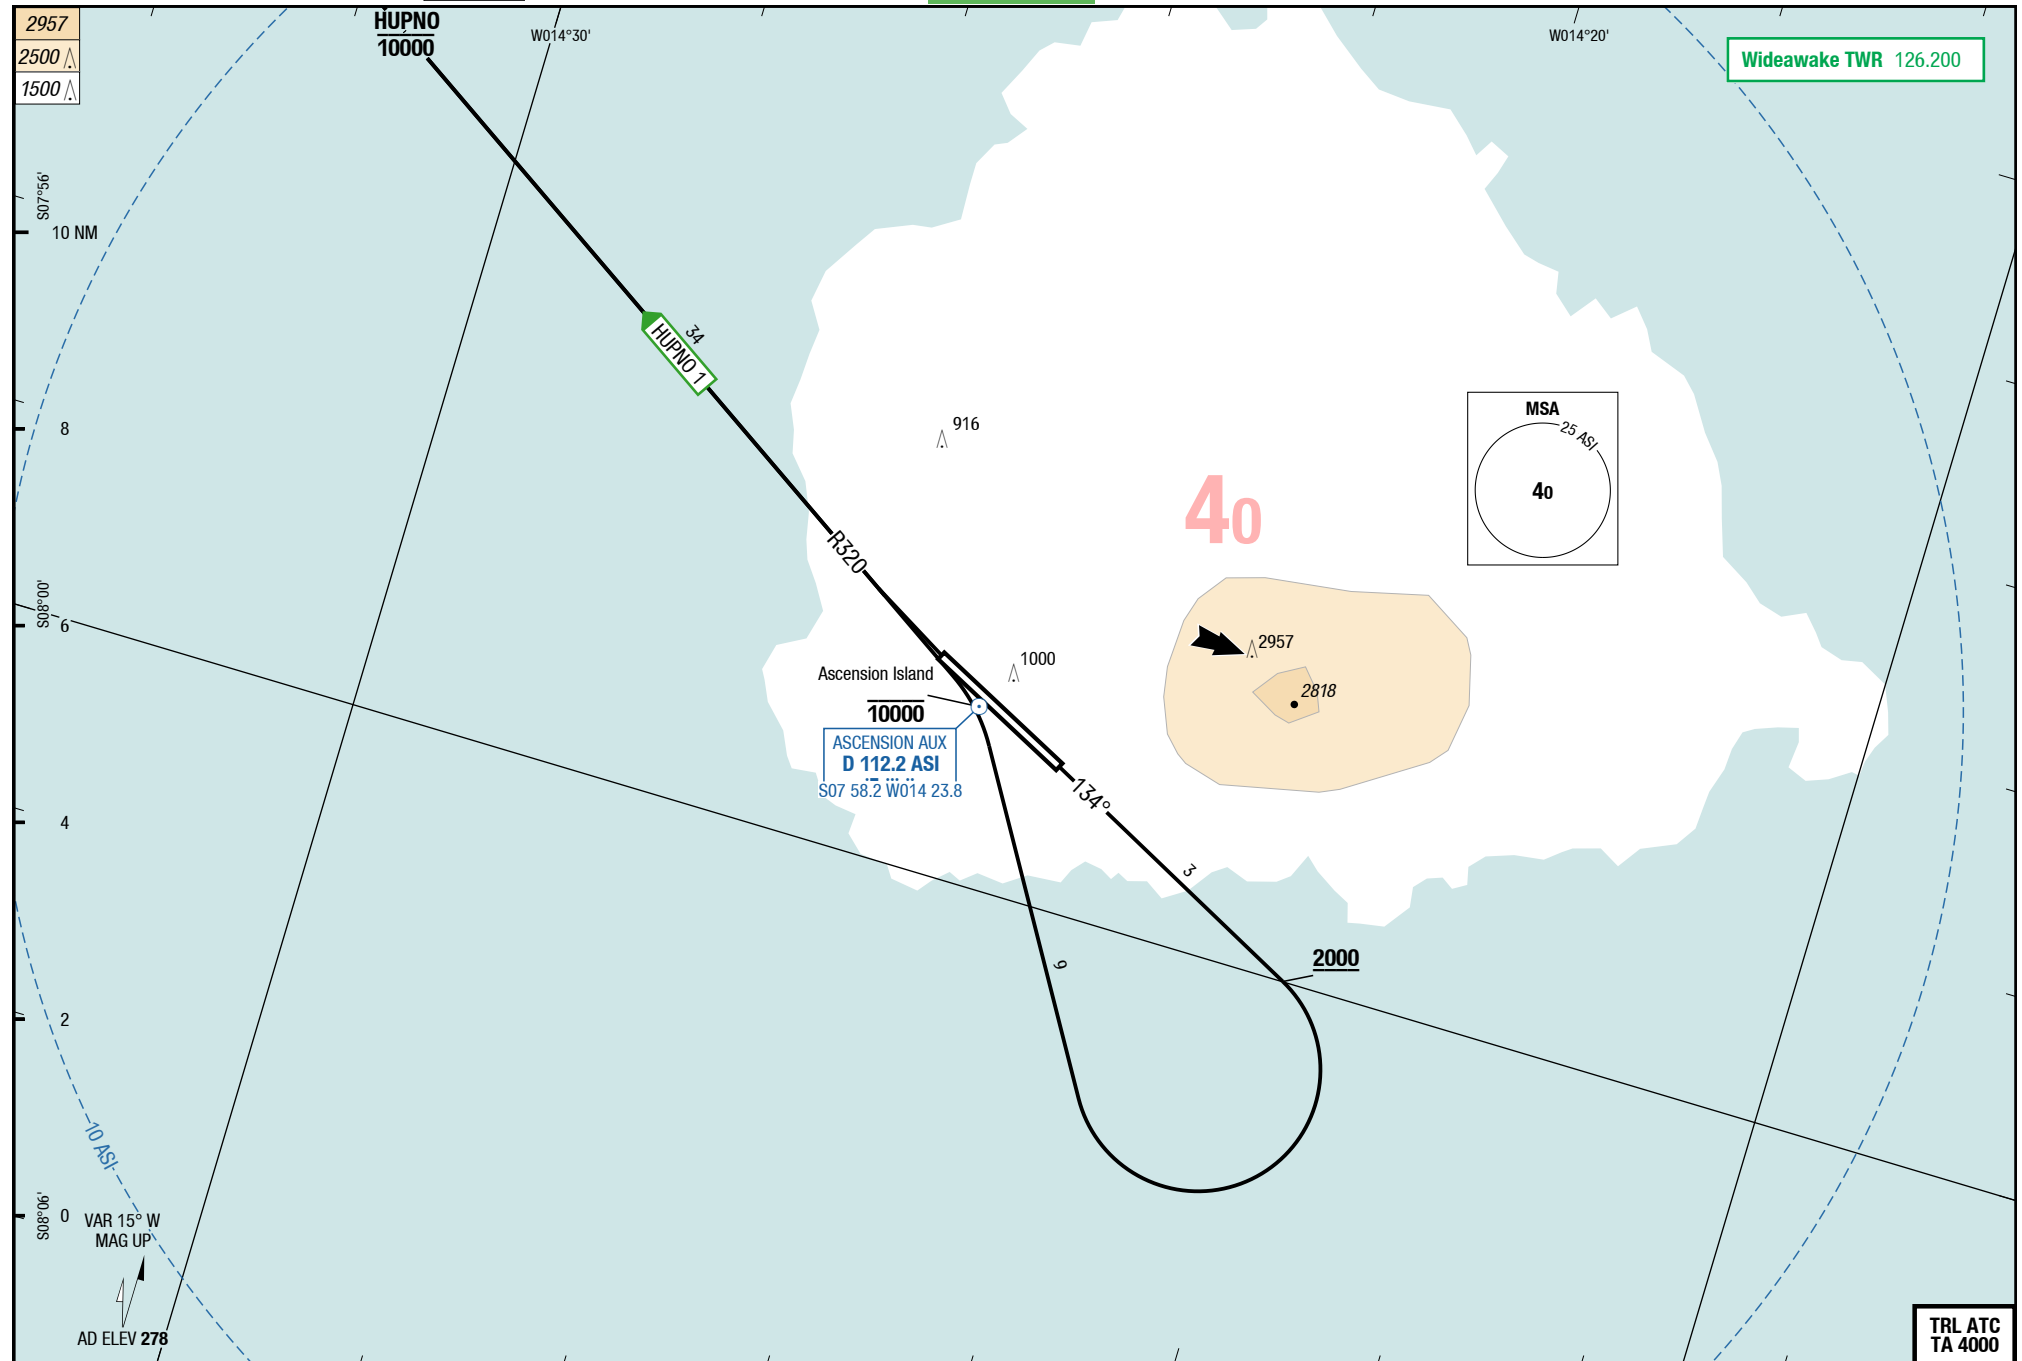 2957
2500
1500
HUPNO
10000
W014°30'
W014°20'
Wideawake TWR 126.200
S07°56'
10 NM
34
HUPNO 1
8
916
MSA
25 ASI
40
40
R320
S08°00'
6
2957
1000
Ascension Island
2818
10000
ASCENSION AUX
D 112.2 ASI
S07 58.2 W014 23.8
134°
4
3
2000
9
2
10 ASI
S08°06'
0
VAR 15° W
MAG UP
AD ELEV 278
TRL ATC
TA 4000